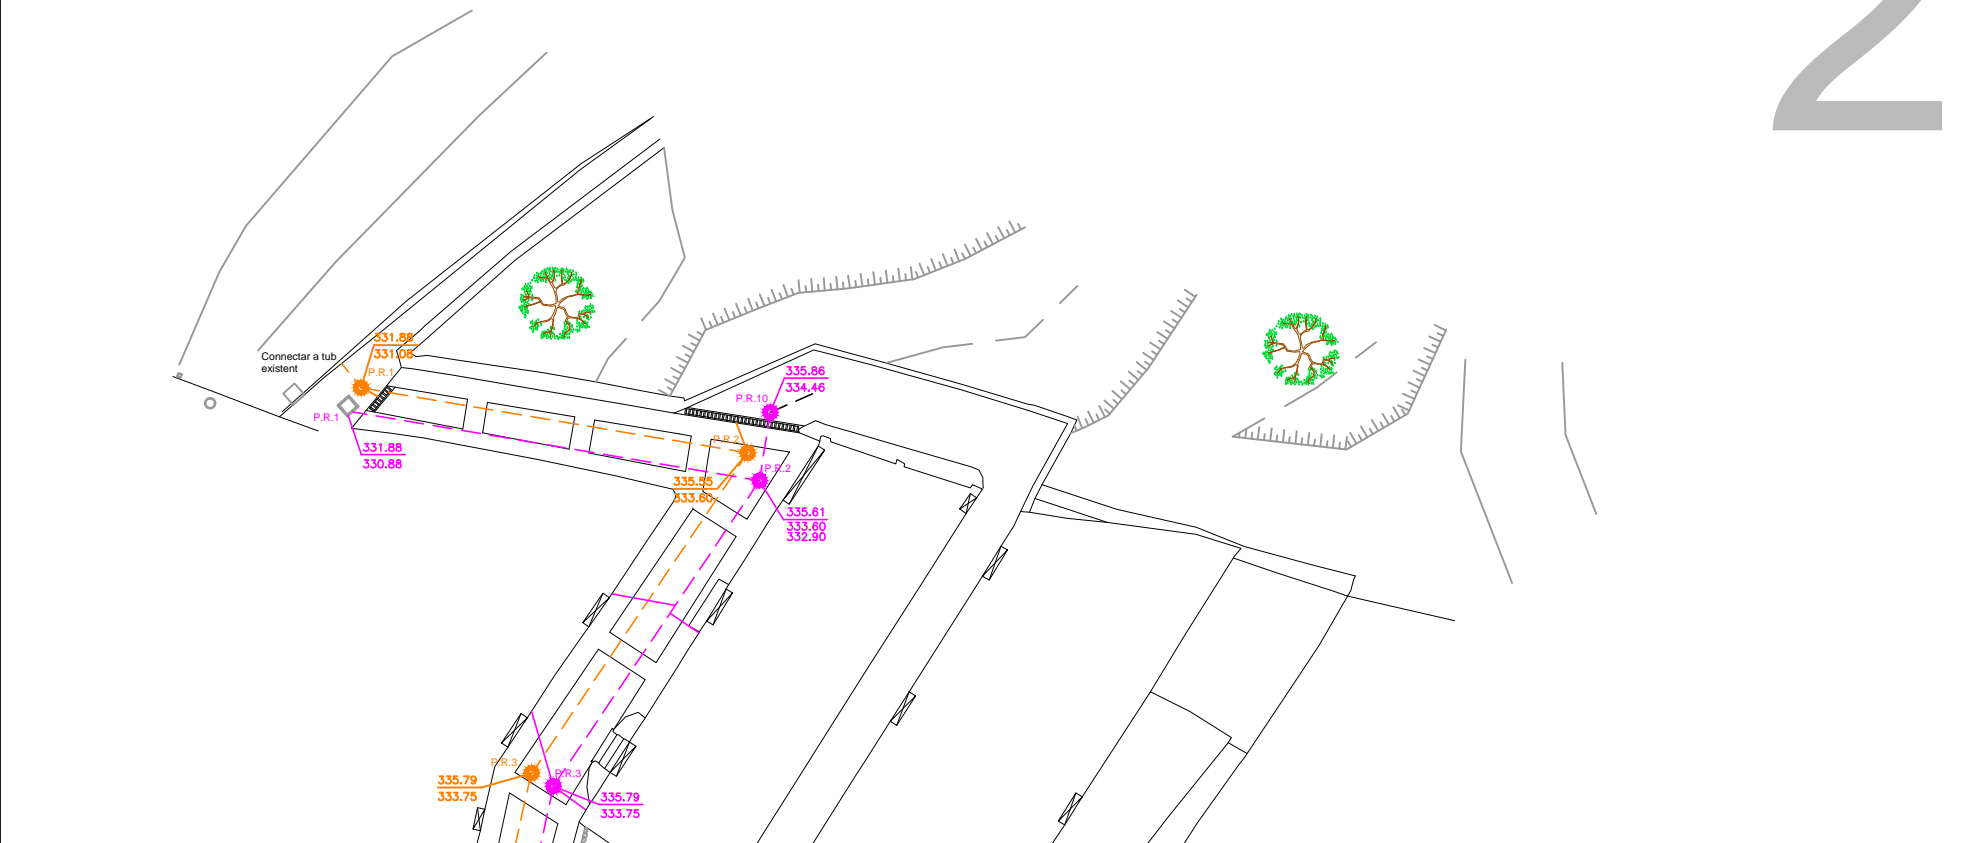 2
331.88
331.08
Connectar a tub
existent
P.R.1
P.R.1
331.88
330.88
335.86
334.46
P.R.10
P.R.2
P.R.2
335.55
333.60
335.61
333.60
332.90
P.R.3
P.R.3
335.79
333.75
335.79
333.75